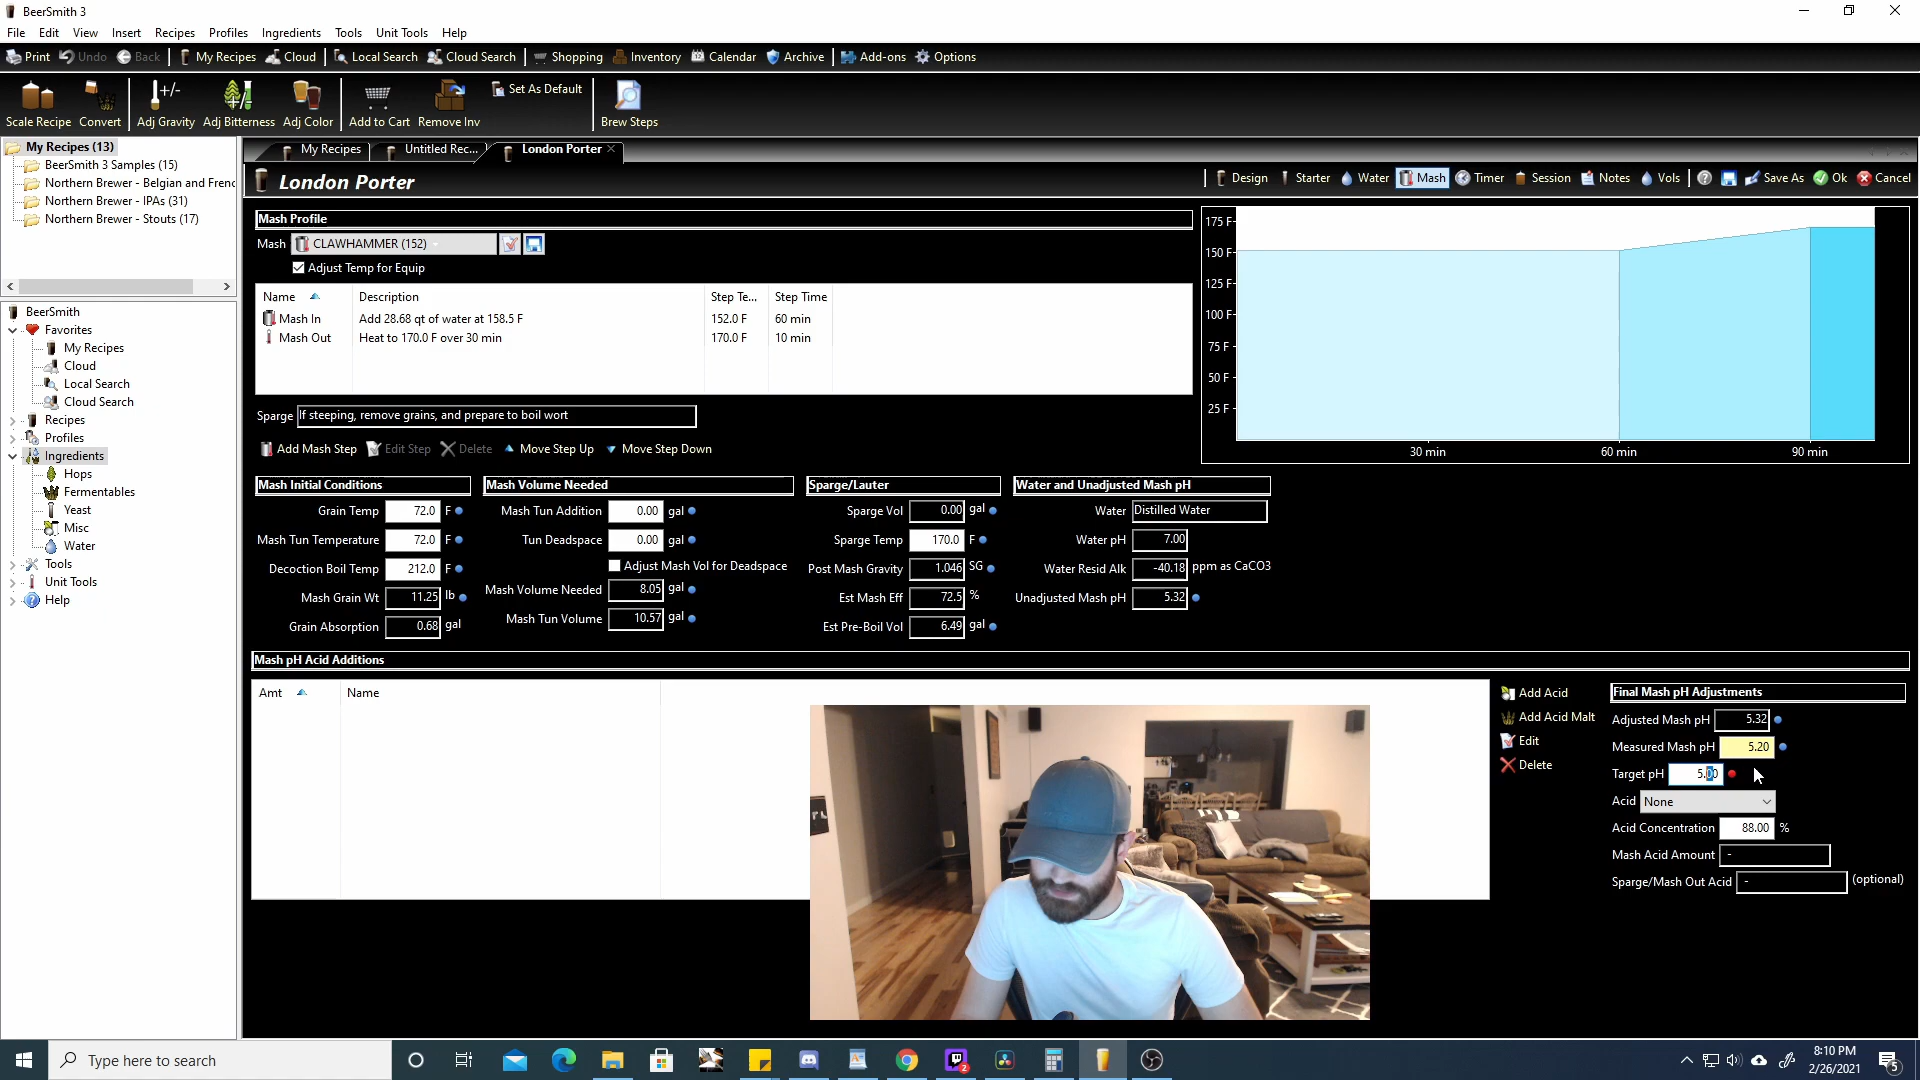 BeerSmith 3
File Edit View Insert Recipes Profiles Ingredients Tools Unit Tools Help
Print Undo Back My Recipes Cloud Local Search Cloud Search Shopping Inventory Calendar Archive Add-ons Options
Scale Recipe Convert Adj Gravity Adj Bitterness Adj Color Add to Cart Remove Inv Set As Default Brew Steps
My Recipes (13)
BeerSmith 3 Samples (15)
Northern Brewer - Belgian and Frenc
Northern Brewer - IPAs (31)
Northern Brewer - Stouts (17)
BeerSmith
Favorites
My Recipes
Cloud
Local Search
Cloud Search
Recipes
Profiles
Ingredients
Hops
Fermentables
Yeast
Misc
Water
Tools
Unit Tools
Help
My Recipes Untitled Rec... London Porter
London Porter
Design Starter Water Mash Timer Session Notes Vols Save As Ok Cancel
Mash Profile
Mash CLAWHAMMER (152)
Adjust Temp for Equip
Name Description Step Te... Step Time
Mash In Add 28.68 qt of water at 158.5 F 152.0 F 60 min
Mash Out Heat to 170.0 F over 30 min 170.0 F 10 min
Sparge If steeping, remove grains, and prepare to boil wort
Add Mash Step Edit Step Delete Move Step Up Move Step Down
175 F
150 F
125 F
100 F
75 F
50 F
25 F
30 min 60 min 90 min
Mash Initial Conditions
Grain Temp 72.0 F
Mash Tun Temperature 72.0 F
Decoction Boil Temp 212.0 F
Mash Grain Wt 11.25 lb
Grain Absorption 0.68 gal
Mash Volume Needed
Mash Tun Addition 0.00 gal
Tun Deadspace 0.00 gal
Adjust Mash Vol for Deadspace
Mash Volume Needed 8.05 gal
Mash Tun Volume 10.57 gal
Sparge/Lauter
Sparge Vol 0.00 gal
Sparge Temp 170.0 F
Post Mash Gravity 1.046 SG
Est Mash Eff 72.5 %
Est Pre-Boil Vol 6.49 gal
Water and Unadjusted Mash pH
Water Distilled Water
Water pH 7.00
Water Resid Alk -40.18 ppm as CaCO3
Unadjusted Mash pH 5.32
Mash pH Acid Additions
Amt Name
Add Acid
Add Acid Malt
Edit
Delete
Final Mash pH Adjustments
Adjusted Mash pH 5.32
Measured Mash pH 5.20
Target pH 5.00
Acid None
Acid Concentration 88.00 %
Mash Acid Amount -
Sparge/Mash Out Acid - (optional)
Type here to search
2
8:10 PM
2/26/2021
5